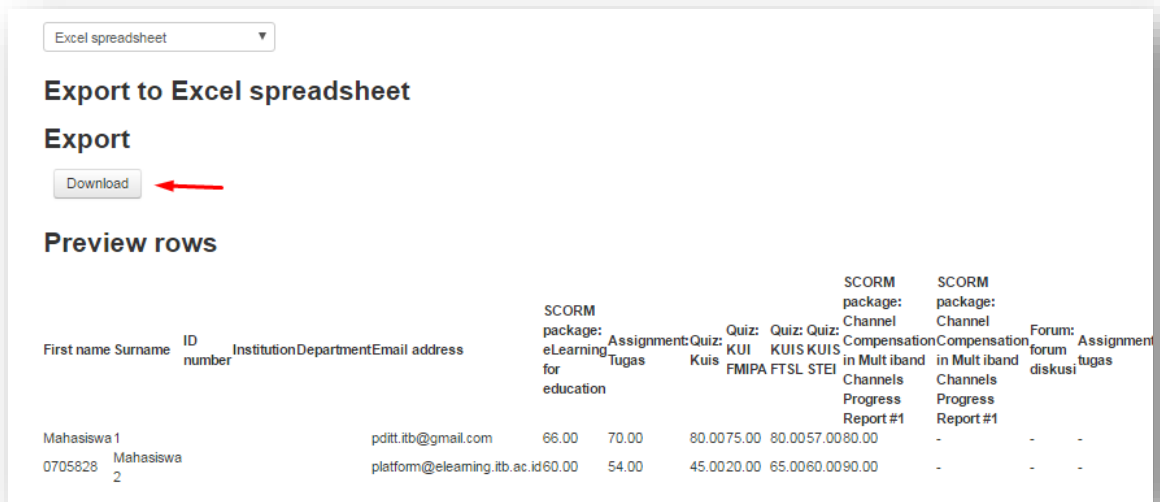 Excel spreadsheet
Export to Excel spreadsheet
Export
Download
Preview rows
First name Surname ID number Institution Department Email address SCORM package: eLearning for education Assignment: Tugas Quiz: Kuis Quiz: KUI FMIPA Quiz: KUIS FTSL Quiz: KUIS STEI SCORM package: Channel Compensation in Mult iband Channels Progress Report #1 SCORM package: Channel Compensation in Mult iband Channels Progress Report #1 Forum: forum diskusi Assignment tugas
Mahasiswa 1 pditt.itb@gmail.com 66.00 70.00 80.00 75.00 80.00 57.00 80.00 - - -
0705828 Mahasiswa 2 platform@elearning.itb.ac.id 60.00 54.00 45.00 20.00 65.00 60.00 90.00 - - -